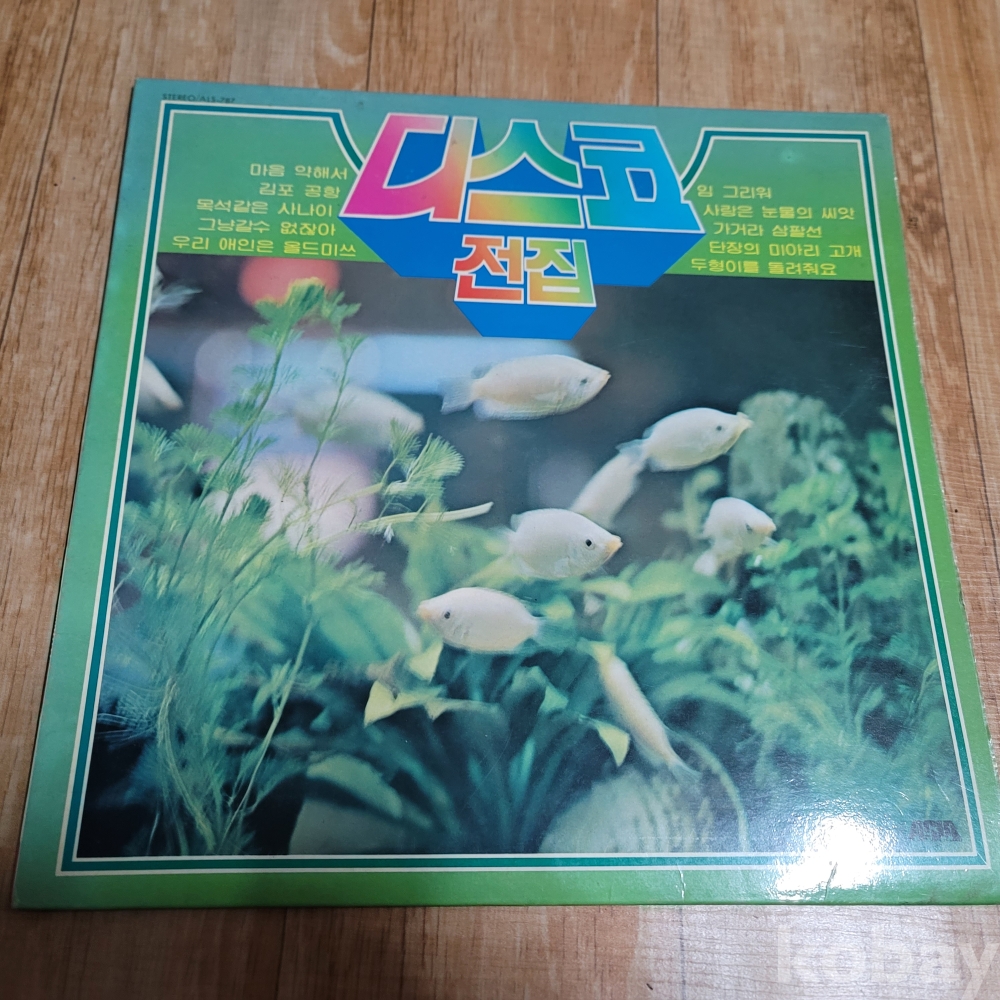 STEREO/ALS-787
디스코
전집
마음 약해서
김포 공항
목석같은 사나이
그냥갈수 없잖아
우리 애인은 올드미쓰
임 그리워
사랑은 눈물의 씨앗
가거라 삼팔선
단장의 미아리 고개
두형이를 돌려줘요
kobay